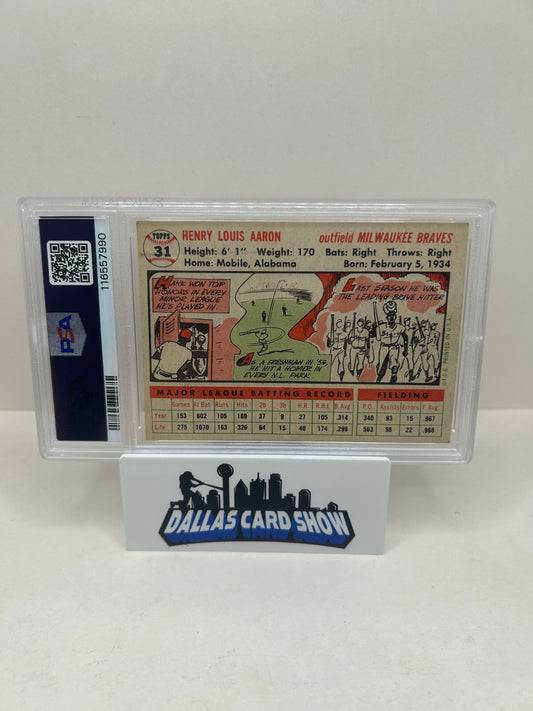 PSA
116557990
TOPPS
31
HENRY LOUIS AARON
outfield MILWAUKEE BRAVES
Height: 6' 1" Weight: 170 Bats: Right Throws: Right
Home: Mobile, Alabama Born: February 5, 1934
HANK WON TOP
HONORS IN EVERY
MINOR LEAGUE
HE'S PLAYED IN
AS A FRESHMAN IN '54,
HE HIT A HOMER IN
EVERY N.L. PARK.
LAST SEASON HE WAS
THE LEADING BRAVE HITTER
T.C.G. PRINTED IN U.S.A.
MAJOR LEAGUE BATTING RECORD FIELDING
Games At Bat Runs Hits 2b 3b H.R. R.B.I. B.Avg. P.O. Assists Errors F.Avg.
Year 153 602 105 189 37 9 27 106 .314 340 93 15 .967
Life 275 1070 163 320 64 15 40 174 .299 563 98 22 .968
DALLAS CARD SHOW